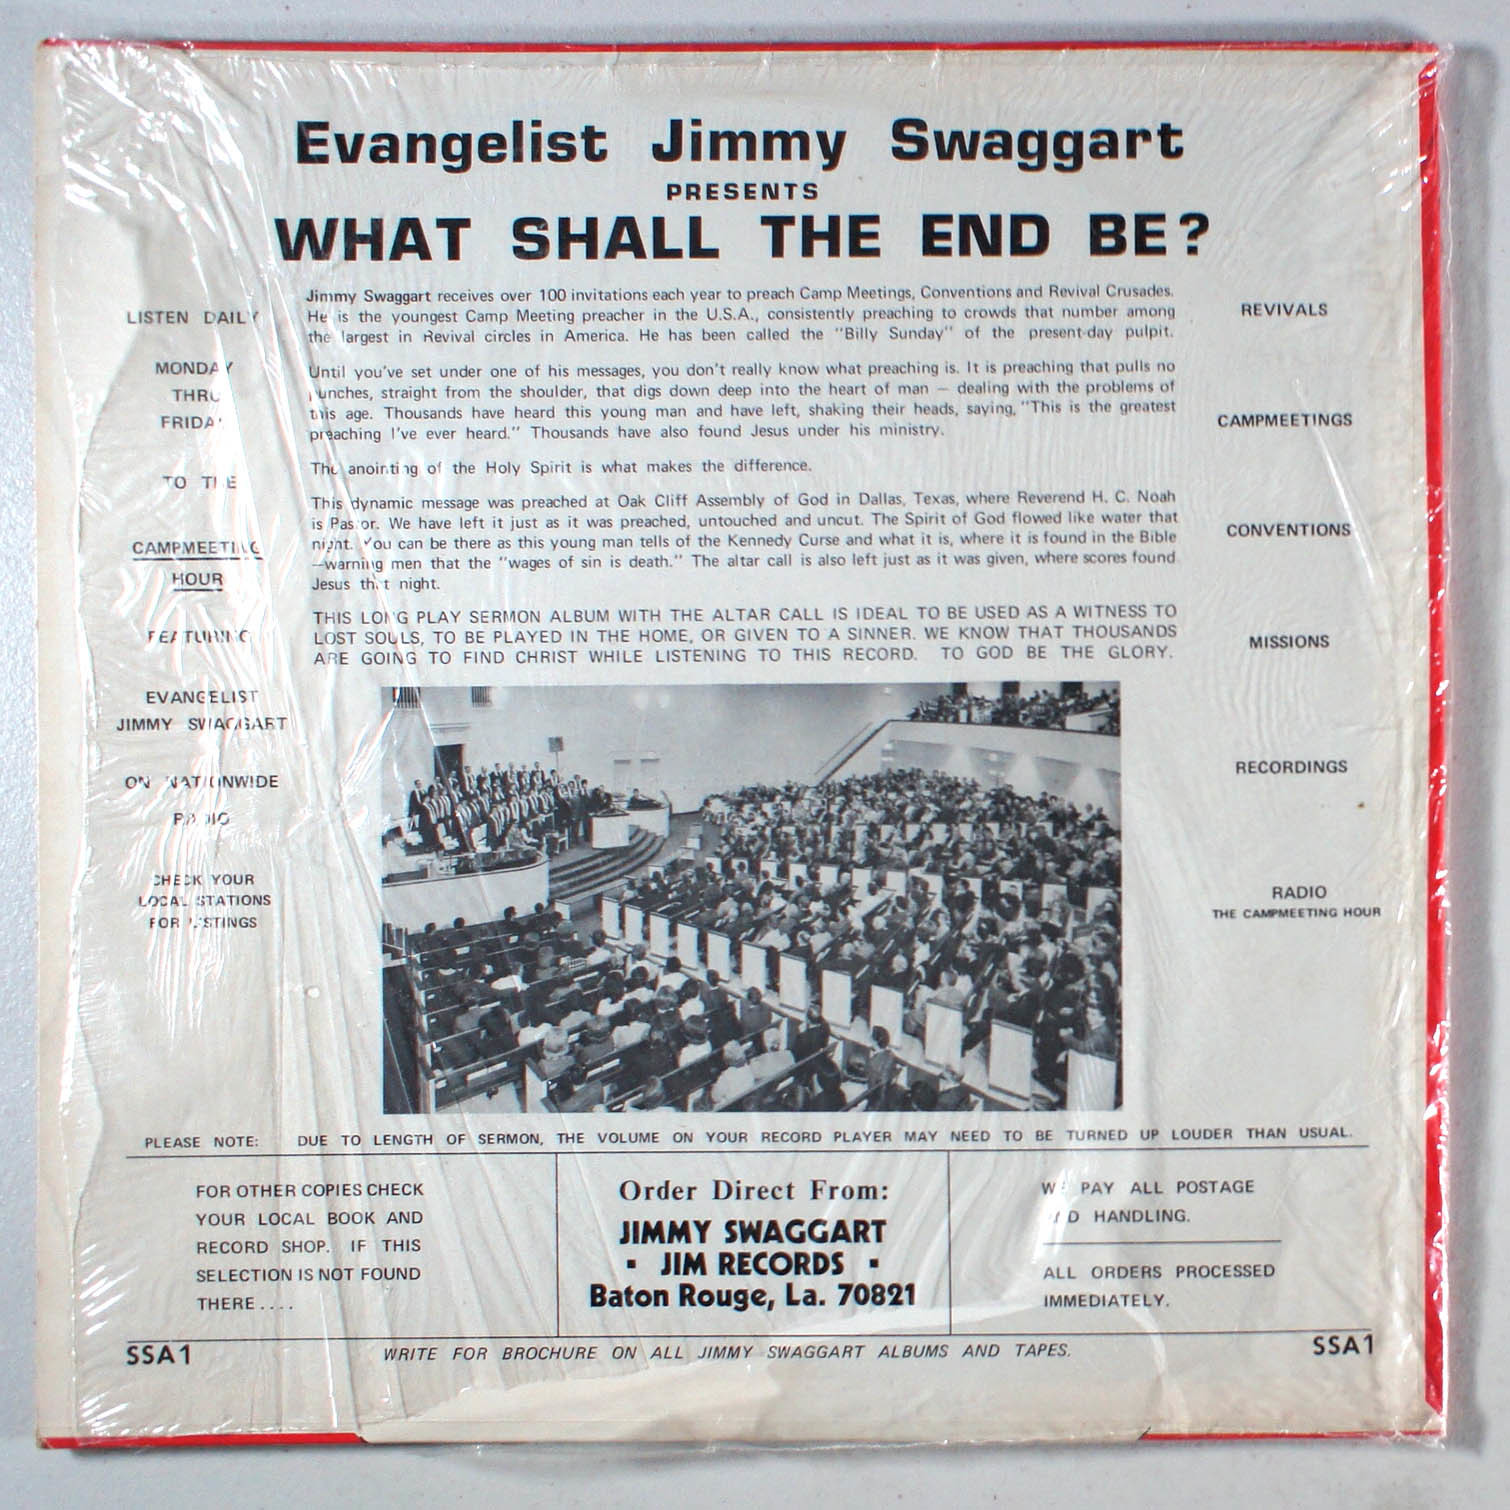 Evangelist Jimmy Swaggart
PRESENTS
WHAT SHALL THE END BE?
Jimmy Swaggart receives over 100 invitations each year to preach Camp Meetings, Conventions and Revival Crusades.
He is the youngest Camp Meeting preacher in the U.S.A., consistently preaching to crowds that number among
the largest in Revival circles in America. He has been called the "Billy Sunday" of the present-day pulpit.
Until you've set under one of his messages, you don't really know what preaching is. It is preaching that pulls no
punches, straight from the shoulder, that digs down deep into the heart of man — dealing with the problems of
this age. Thousands have heard this young man and have left, shaking their heads, saying, "This is the greatest
preaching I've ever heard." Thousands have also found Jesus under his ministry.
The anointing of the Holy Spirit is what makes the difference.
This dynamic message was preached at Oak Cliff Assembly of God in Dallas, Texas, where Reverend H. C. Noah
is Pastor. We have left it just as it was preached, untouched and uncut. The Spirit of God flowed like water that
night. You can be there as this young man tells of the Kennedy Curse and what it is, where it is found in the Bible
—warning men that the "wages of sin is death." The altar call is also left just as it was given, where scores found
Jesus that night.
THIS LONG PLAY SERMON ALBUM WITH THE ALTAR CALL IS IDEAL TO BE USED AS A WITNESS TO
LOST SOULS, TO BE PLAYED IN THE HOME, OR GIVEN TO A SINNER. WE KNOW THAT THOUSANDS
ARE GOING TO FIND CHRIST WHILE LISTENING TO THIS RECORD. TO GOD BE THE GLORY.
LISTEN DAILY
MONDAY
THRU
FRIDAY
TO THE
CAMPMEETING
HOUR
FEATURING
EVANGELIST
JIMMY SWAGGART
ON NATIONWIDE
RADIO
CHECK YOUR
LOCAL STATIONS
FOR LISTINGS
REVIVALS
CAMPMEETINGS
CONVENTIONS
MISSIONS
RECORDINGS
RADIO
THE CAMPMEETING HOUR
PLEASE NOTE: DUE TO LENGTH OF SERMON, THE VOLUME ON YOUR RECORD PLAYER MAY NEED TO BE TURNED UP LOUDER THAN USUAL.
FOR OTHER COPIES CHECK
YOUR LOCAL BOOK AND
RECORD SHOP. IF THIS
SELECTION IS NOT FOUND
THERE....
Order Direct From:
JIMMY SWAGGART
▪ JIM RECORDS ▪
Baton Rouge, La. 70821
WE PAY ALL POSTAGE
AND HANDLING.
ALL ORDERS PROCESSED
IMMEDIATELY.
SSA1
WRITE FOR BROCHURE ON ALL JIMMY SWAGGART ALBUMS AND TAPES.
SSA1